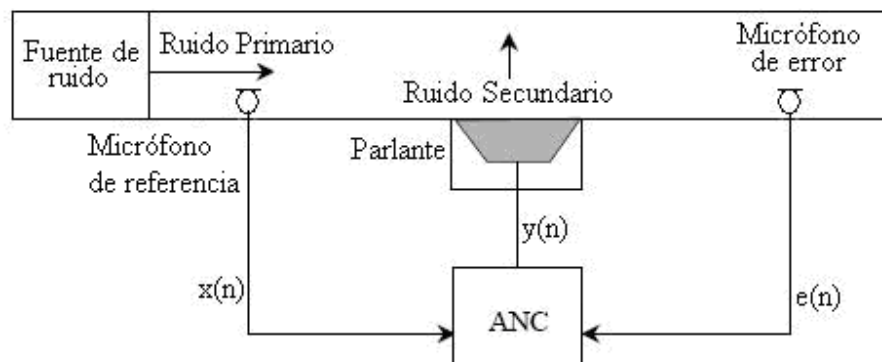 Fuente de
ruido
Ruido Primario
Micrófono
de error
Ruido Secundario
Micrófono
de referencia
Parlante
y(n)
x(n)
ANC
e(n)